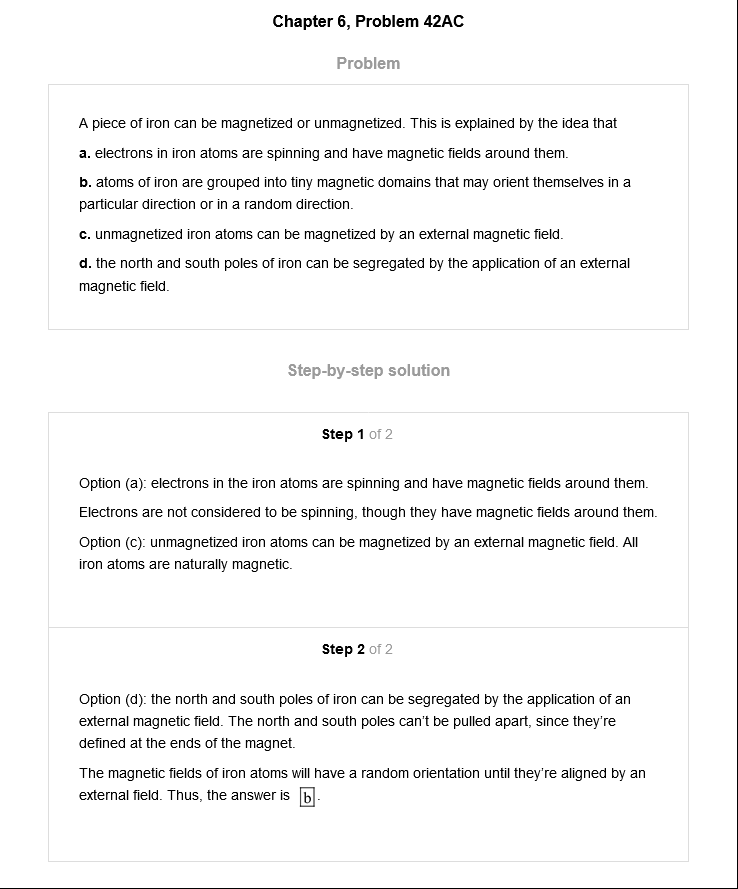 Chapter 6, Problem 42AC
Problem
A piece of iron can be magnetized or unmagnetized. This is explained by the idea that
a. electrons in iron atoms are spinning and have magnetic fields around them.
b. atoms of iron are grouped into tiny magnetic domains that may orient themselves in a
particular direction or in a random direction.
c. unmagnetized iron atoms can be magnetized by an external magnetic field.
d. the north and south poles of iron can be segregated by the application of an external
magnetic field.
Step-by-step solution
Step 1 of 2
Option (a): electrons in the iron atoms are spinning and have magnetic fields around them.
Electrons are not considered to be spinning, though they have magnetic fields around them.
Option (c): unmagnetized iron atoms can be magnetized by an external magnetic field. All
iron atoms are naturally magnetic.
Step 2 of 2
Option (d): the north and south poles of iron can be segregated by the application of an
external magnetic field. The north and south poles can't be pulled apart, since they're
defined at the ends of the magnet.
The magnetic fields of iron atoms will have a random orientation until they're aligned by an
external field. Thus, the answer is b.